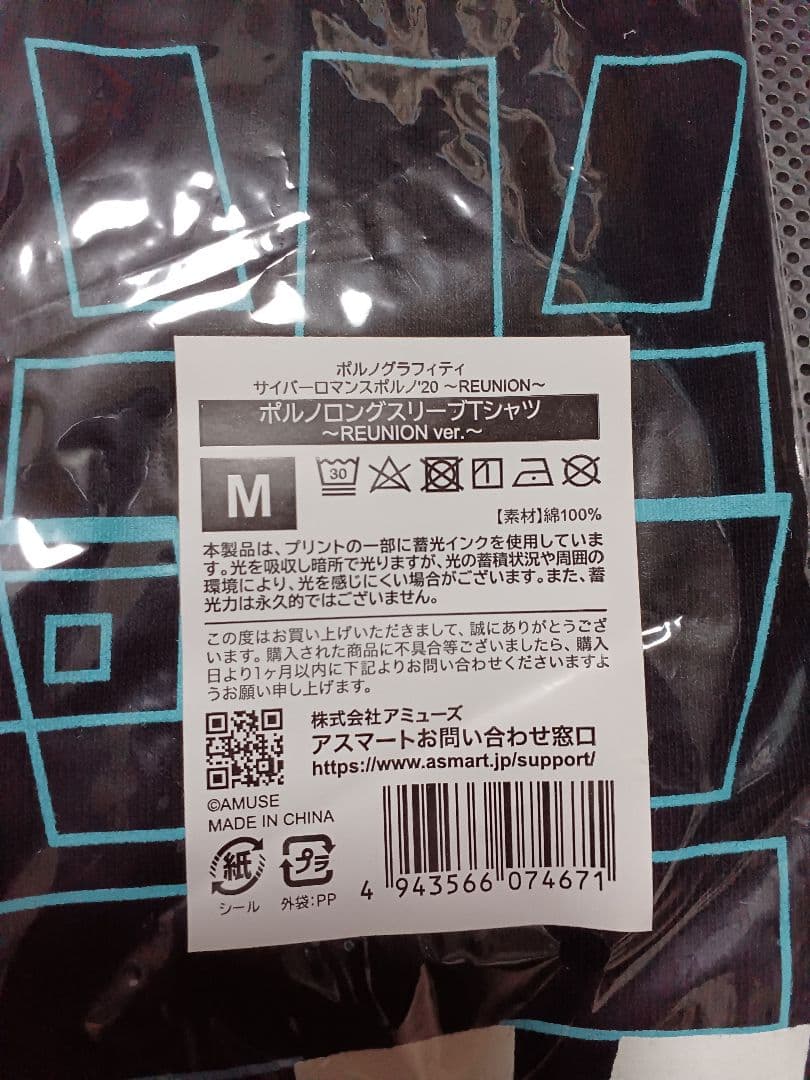 ポルノグラフィティ
サイバーロマンスポルノ'20 ～REUNION～
ポルノロングスリーブTシャツ
～REUNION ver.～
M
30
【素材】綿100%
本製品は、プリントの一部に蓄光インクを使用していま
す。光を吸収し暗所で光りますが、光の蓄積状況や周囲の
環境により、光を感じにくい場合がございます。また、蓄
光力は永久的ではございません。
この度はお買い上げいただきまして、誠にありがとうござ
います。購入された商品に不具合等ございましたら、購入
日より1ヶ月以内に下記よりお問い合わせくださいますよ
うお願い申し上げます。
株式会社アミューズ
アスマートお問い合わせ窓口
https://www.asmart.jp/support/
©AMUSE
MADE IN CHINA
紙
プラ
シール
外袋:PP
4 943566 074671